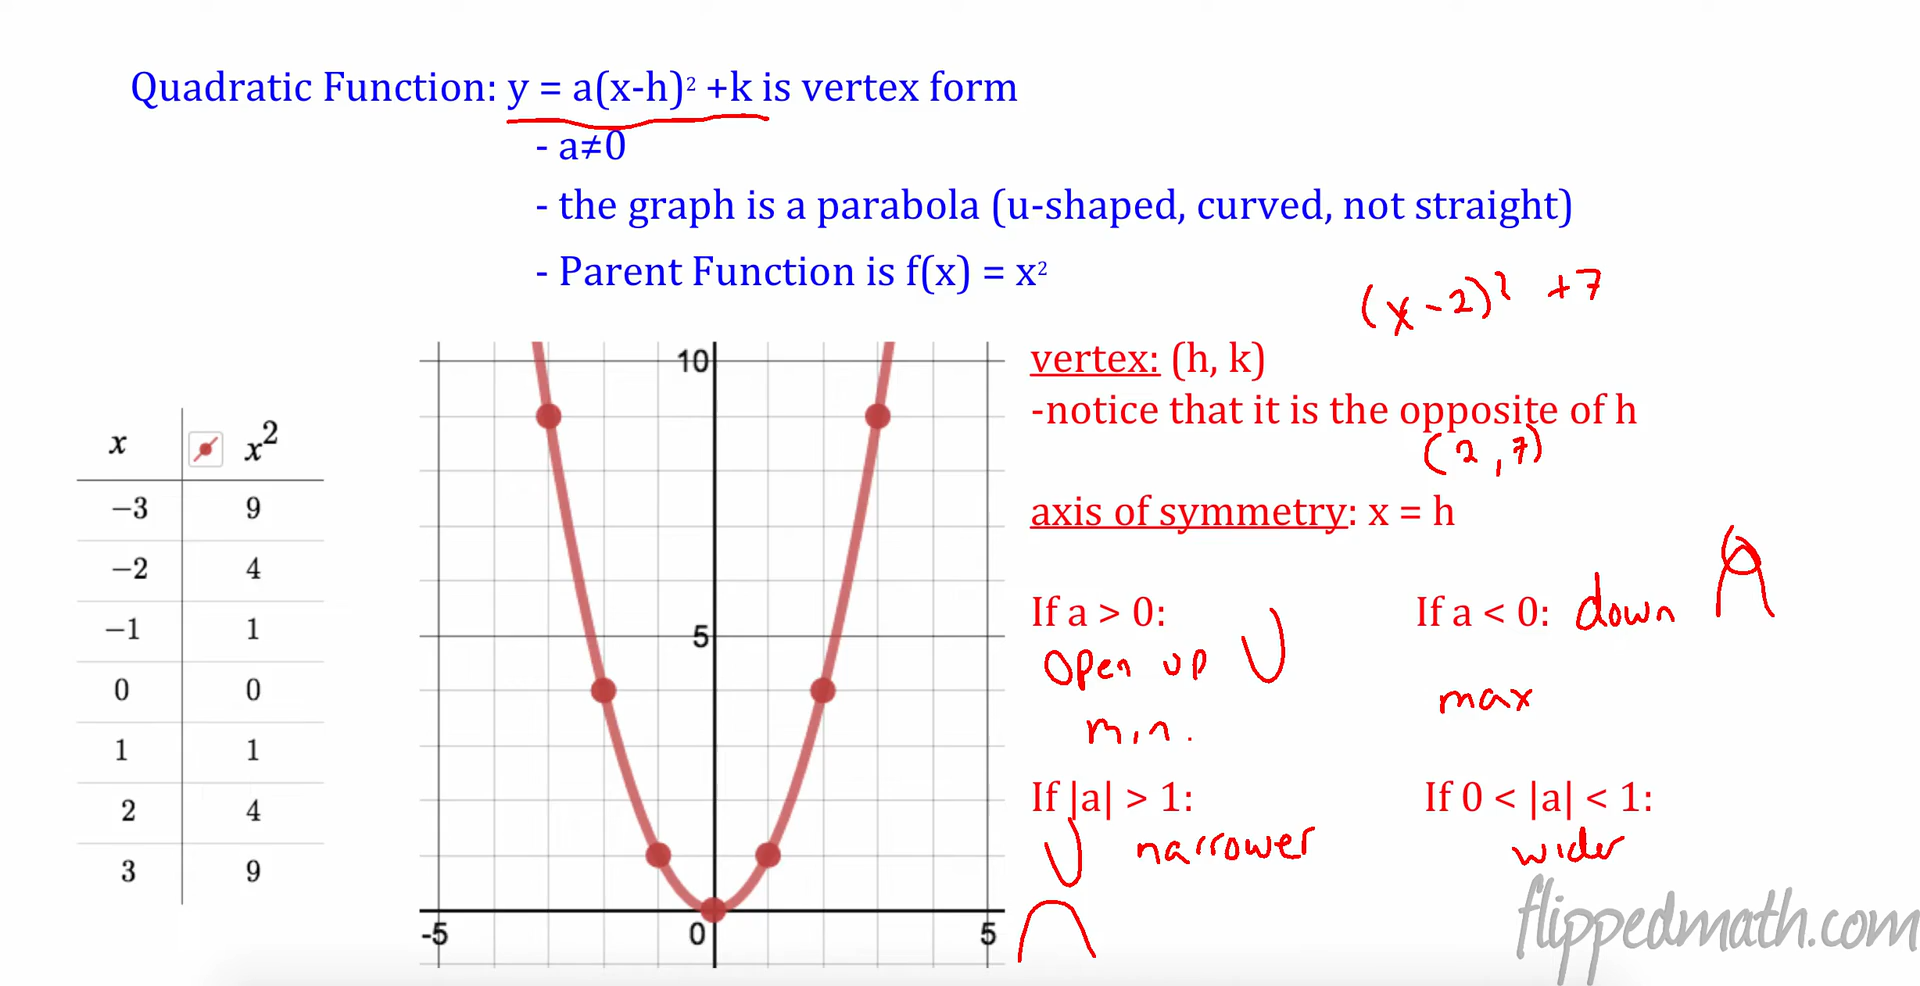 Quadratic Function: y = a(x-h)² +k is vertex form
- a≠0
- the graph is a parabola (u-shaped, curved, not straight)
- Parent Function is f(x) = x²
(x-2)² +7
x x²
-3 9
-2 4
-1 1
0 0
1 1
2 4
3 9
10
5
-5 0 5
vertex: (h, k)
-notice that it is the opposite of h
(2,7)
axis of symmetry: x = h
If a > 0:
open up
min.
If a < 0: down
max
If |a| > 1:
narrower
If 0 < |a| < 1:
wider
flippedmath.com